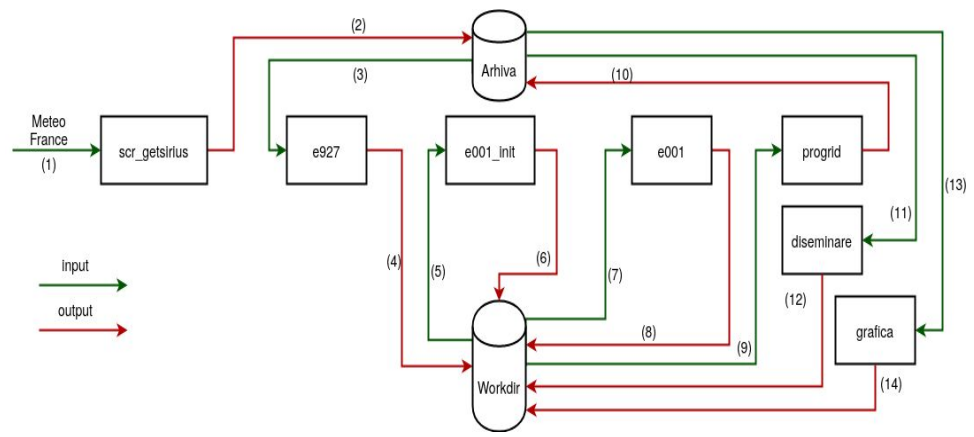 (2)
Arhiva
(3)
(10)
Meteo
France
(1)
scr_getsirius
e927
e001_init
e001
progrid
(13)
(11)
diseminare
(4)
(5)
(6)
(7)
input
(12)
output
(8)
(9)
grafica
Workdir
(14)